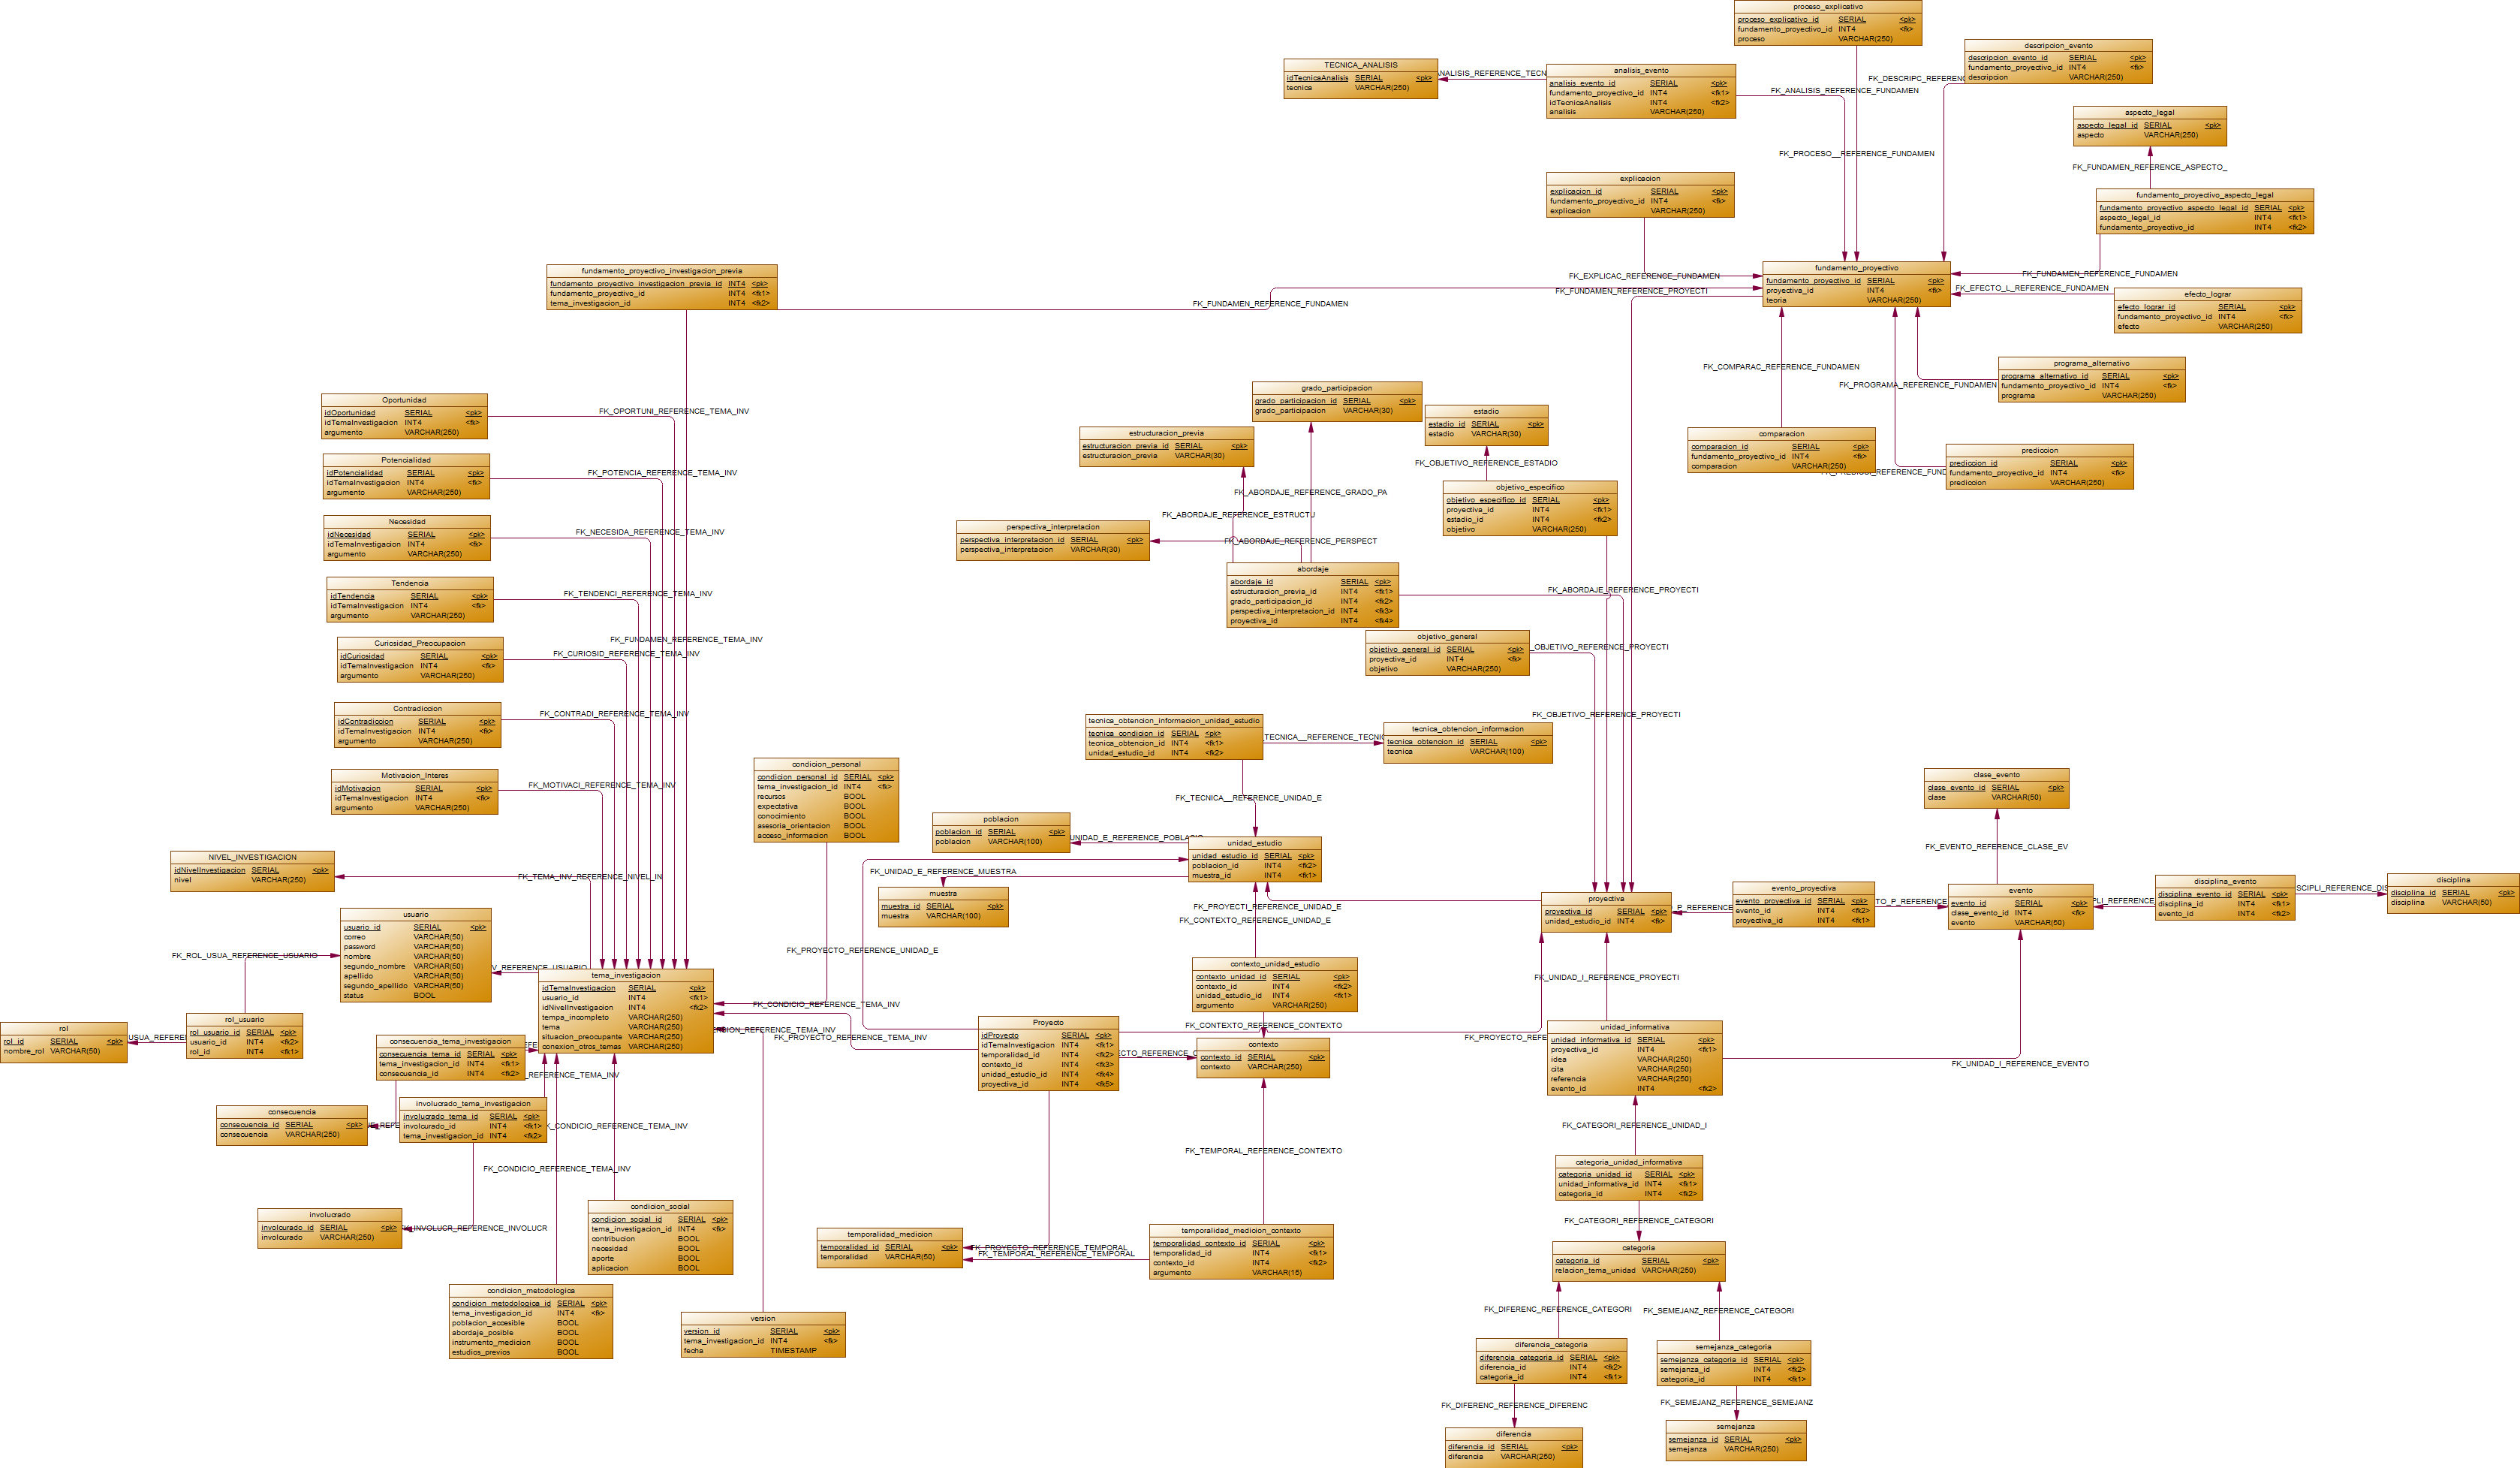 proceso_explicativo
proceso_explicativo_id SERIAL <pk>
fundamento_proyectivo_id INT4 <fk>
proceso VARCHAR(250)
descripcion_evento
descripcion_evento_id SERIAL <pk>
fundamento_proyectivo_id INT4 <fk>
descripcion VARCHAR(250)
TECNICA_ANALISIS
idTecnicaAnalisis SERIAL <pk>
tecnica VARCHAR(250)
analisis_evento
analisis_evento_id SERIAL <pk>
fundamento_proyectivo_id INT4 <fk1>
idTecnicaAnalisis INT4 <fk2>
analisis VARCHAR(250)
FK_ANALISIS_REFERENCE_FUNDAMEN
aspecto_legal
aspecto_legal_id SERIAL <pk>
aspecto VARCHAR(250)
FK_PROCESO__REFERENCE_FUNDAMEN
FK_FUNDAMEN_REFERENCE_ASPECTO_
explicacion
explicacion_id SERIAL <pk>
fundamento_proyectivo_id INT4 <fk>
explicacion VARCHAR(250)
fundamento_proyectivo_aspecto_legal
fundamento_proyectivo_aspecto_legal_id SERIAL <pk>
aspecto_legal_id INT4 <fk1>
fundamento_proyectivo_id INT4 <fk2>
fundamento_proyectivo_investigacion_previa
fundamento_proyectivo_investigacion_previa_id INT4 <pk>
fundamento_proyectivo_id INT4 <fk1>
tema_investigacion_id INT4 <fk2>
FK_FUNDAMEN_REFERENCE_FUNDAMEN
FK_EXPLICAC_REFERENCE_FUNDAMEN
FK_FUNDAMEN_REFERENCE_PROYECTI
fundamento_proyectivo
fundamento_proyectivo_id SERIAL <pk>
proyectiva_id INT4 <fk>
teoria VARCHAR(250)
FK_FUNDAMEN_REFERENCE_FUNDAMEN
FK_EFECTO_L_REFERENCE_FUNDAMEN
efecto_lograr
efecto_lograr_id SERIAL <pk>
fundamento_proyectivo_id INT4 <fk>
efecto VARCHAR(250)
FK_COMPARAC_REFERENCE_FUNDAMEN
FK_PROGRAMA_REFERENCE_FUNDAMEN
programa_alternativo
programa_alternativo_id SERIAL <pk>
fundamento_proyectivo_id INT4 <fk>
programa VARCHAR(250)
comparacion
comparacion_id SERIAL <pk>
fundamento_proyectivo_id INT4 <fk>
comparacion VARCHAR(250)
prediccion
prediccion_id SERIAL <pk>
fundamento_proyectivo_id INT4 <fk>
prediccion VARCHAR(250)
Oportunidad
idOportunidad SERIAL <pk>
idTemaInvestigacion INT4 <fk>
argumento VARCHAR(250)
FK_OPORTUNI_REFERENCE_TEMA_INV
Potencialidad
idPotencialidad SERIAL <pk>
idTemaInvestigacion INT4 <fk>
argumento VARCHAR(250)
FK_POTENCIA_REFERENCE_TEMA_INV
Necesidad
idNecesidad SERIAL <pk>
idTemaInvestigacion INT4 <fk>
argumento VARCHAR(250)
FK_NECESIDA_REFERENCE_TEMA_INV
Tendencia
idTendencia SERIAL <pk>
idTemaInvestigacion INT4 <fk>
argumento VARCHAR(250)
FK_TENDENCI_REFERENCE_TEMA_INV
FK_FUNDAMEN_REFERENCE_TEMA_INV
Curiosidad_Preocupacion
idCuriosidad SERIAL <pk>
idTemaInvestigacion INT4 <fk>
argumento VARCHAR(250)
FK_CURIOSID_REFERENCE_TEMA_INV
Contradiccion
idContradiccion SERIAL <pk>
idTemaInvestigacion INT4 <fk>
argumento VARCHAR(250)
FK_CONTRADI_REFERENCE_TEMA_INV
Motivacion_Interes
idMotivacion SERIAL <pk>
idTemaInvestigacion INT4 <fk>
argumento VARCHAR(250)
FK_MOTIVACI_REFERENCE_TEMA_INV
grado_participacion
grado_participacion_id SERIAL <pk>
grado_participacion VARCHAR(30)
estadio
estadio_id SERIAL <pk>
estadio VARCHAR(30)
estructuracion_previa
estructuracion_previa_id SERIAL <pk>
estructuracion_previa VARCHAR(30)
FK_OBJETIVO_REFERENCE_ESTADIO
FK_ABORDAJE_REFERENCE_GRADO_PA
FK_ABORDAJE_REFERENCE_ESTRUCTU
objetivo_especifico
objetivo_especifico_id SERIAL <pk>
proyectiva_id INT4 <fk1>
estadio_id INT4 <fk2>
objetivo VARCHAR(250)
perspectiva_interpretacion
perspectiva_interpretacion_id SERIAL <pk>
perspectiva_interpretacion VARCHAR(30)
FK_ABORDAJE_REFERENCE_PERSPECT
abordaje
abordaje_id SERIAL <pk>
estructuracion_previa_id INT4 <fk1>
grado_participacion_id INT4 <fk2>
perspectiva_interpretacion_id INT4 <fk3>
proyectiva_id INT4 <fk4>
FK_ABORDAJE_REFERENCE_PROYECTI
objetivo_general
objetivo_general_id SERIAL <pk>
proyectiva_id INT4 <fk>
objetivo VARCHAR(250)
_OBJETIVO_REFERENCE_PROYECTI
FK_OBJETIVO_REFERENCE_PROYECTI
tecnica_obtencion_informacion_unidad_estudio
tecnica_condicion_id SERIAL <pk>
tecnica_obtencion_id INT4 <fk1>
unidad_estudio_id INT4 <fk2>
tecnica_obtencion_informacion
tecnica_obtencion_id SERIAL <pk>
tecnica VARCHAR(100)
FK_TECNICA__REFERENCE_UNIDAD_E
condicion_personal
condicion_personal_id SERIAL <pk>
tema_investigacion_id INT4 <fk>
recursos BOOL
expectativa BOOL
conocimiento BOOL
asesoria_orientacion BOOL
acceso_informacion BOOL
poblacion
poblacion_id SERIAL <pk>
poblacion VARCHAR(100)
unidad_estudio
unidad_estudio_id SERIAL <pk>
poblacion_id INT4 <fk2>
muestra_id INT4 <fk1>
FK_UNIDAD_E_REFERENCE_MUESTRA
muestra
muestra_id SERIAL <pk>
muestra VARCHAR(100)
FK_PROYECTI_REFERENCE_UNIDAD_E
FK_CONTEXTO_REFERENCE_UNIDAD_E
FK_PROYECTO_REFERENCE_UNIDAD_E
clase_evento
clase_evento_id SERIAL <pk>
clase VARCHAR(50)
FK_EVENTO_REFERENCE_CLASE_EV
proyectiva
proyectiva_id SERIAL <pk>
unidad_estudio_id INT4 <fk>
evento_proyectiva
evento_proyectiva_id SERIAL <pk>
evento_id INT4 <fk2>
proyectiva_id INT4 <fk1>
evento
evento_id SERIAL <pk>
clase_evento_id INT4 <fk>
evento VARCHAR(50)
disciplina_evento
disciplina_evento_id SERIAL <pk>
disciplina_id INT4 <fk1>
evento_id INT4 <fk2>
disciplina
disciplina_id SERIAL <pk>
disciplina VARCHAR(50)
NIVEL_INVESTIGACION
idNivelInvestigacion SERIAL <pk>
nivel VARCHAR(250)
FK_TEMA_INV_REFERENCE_NIVEL_IN
usuario
usuario_id SERIAL <pk>
correo VARCHAR(50)
password VARCHAR(50)
nombre VARCHAR(50)
segundo_nombre VARCHAR(50)
apellido VARCHAR(50)
segundo_apellido VARCHAR(50)
status BOOL
FK_ROL_USUA_REFERENCE_USUARIO
V_REFERENCE_USUARIO
tema_investigacion
idTemaInvestigacion SERIAL <pk>
usuario_id INT4 <fk1>
idNivelInvestigacion INT4 <fk2>
tempa_incompleto VARCHAR(250)
tema VARCHAR(250)
situacion_preocupante VARCHAR(250)
conexion_otros_temas VARCHAR(250)
FK_CONDICIO_REFERENCE_TEMA_INV
FK_PROYECTO_REFERENCE_TEMA_INV
rol
rol_id SERIAL <pk>
nombre_rol VARCHAR(50)
rol_usuario
rol_usuario_id SERIAL <pk>
usuario_id INT4 <fk2>
rol_id INT4 <fk1>
consecuencia_tema_investigacion
consecuencia_tema_id SERIAL <pk>
tema_investigacion_id INT4 <fk1>
consecuencia_id INT4 <fk2>
_REFERENCE_TEMA_INV
consecuencia
consecuencia_id SERIAL <pk>
consecuencia VARCHAR(250)
involucrado_tema_investigacion
involucrado_tema_id SERIAL <pk>
involcurado_id INT4 <fk1>
tema_investigacion_id INT4 <fk2>
K_CONDICIO_REFERENCE_TEMA_INV
FK_CONDICIO_REFERENCE_TEMA_INV
involucrado
involcurado_id SERIAL <pk>
involcurado VARCHAR(250)
K_INVOLUCR_REFERENCE_INVOLUCR
condicion_social
condicion_social_id SERIAL <pk>
tema_investigacion_id INT4 <fk>
contribucion BOOL
necesidad BOOL
aporte BOOL
aplicacion BOOL
condicion_metodologica
condicion_metodologica_id SERIAL <pk>
tema_investigacion_id INT4 <fk>
poblacion_accesible BOOL
abordaje_posible BOOL
instrumento_medicion BOOL
estudios_previos BOOL
version
version_id SERIAL <pk>
tema_investigacion_id INT4 <fk>
fecha TIMESTAMP
contexto_unidad_estudio
contexto_unidad_id SERIAL <pk>
contexto_id INT4 <fk2>
unidad_estudio_id INT4 <fk1>
argumento VARCHAR(250)
Proyecto
idProyecto SERIAL <pk>
idTemaInvestigacion INT4 <fk1>
temporalidad_id INT4 <fk2>
contexto_id INT4 <fk3>
unidad_estudio_id INT4 <fk4>
proyectiva_id INT4 <fk5>
FK_CONTEXTO_REFERENCE_CONTEXTO
contexto
contexto_id SERIAL <pk>
contexto VARCHAR(250)
FK_TEMPORAL_REFERENCE_CONTEXTO
temporalidad_medicion
temporalidad_id SERIAL <pk>
temporalidad VARCHAR(50)
FK_PROYECTO_REFERENCE_TEMPORAL
FK_TEMPORAL_REFERENCE_TEMPORAL
temporalidad_medicion_contexto
temporalidad_contexto_id SERIAL <pk>
temporalidad_id INT4 <fk1>
contexto_id INT4 <fk2>
argumento VARCHAR(15)
FK_UNIDAD_I_REFERENCE_PROYECTI
unidad_informativa
unidad_informativa_id SERIAL <pk>
proyectiva_id INT4 <fk1>
idea VARCHAR(250)
cita VARCHAR(250)
referencia VARCHAR(250)
evento_id INT4 <fk2>
FK_UNIDAD_I_REFERENCE_EVENTO
FK_CATEGORI_REFERENCE_UNIDAD_I
categoria_unidad_informativa
categoria_unidad_id SERIAL <pk>
unidad_informativa_id INT4 <fk1>
categoria_id INT4 <fk2>
FK_CATEGORI_REFERENCE_CATEGORI
categoria
categoria_id SERIAL <pk>
relacion_tema_unidad VARCHAR(250)
FK_DIFERENC_REFERENCE_CATEGORI
FK_SEMEJANZ_REFERENCE_CATEGORI
diferencia_categoria
diferencia_categoria_id SERIAL <pk>
diferencia_id INT4 <fk2>
categoria_id INT4 <fk1>
semejanza_categoria
semejanza_categoria_id SERIAL <pk>
semejanza_id INT4 <fk2>
categoria_id INT4 <fk1>
FK_DIFERENC_REFERENCE_DIFERENC
FK_SEMEJANZ_REFERENCE_SEMEJANZ
diferencia
diferencia_id SERIAL <pk>
diferencia VARCHAR(250)
semejanza
semejanza_id SERIAL <pk>
semejanza VARCHAR(250)